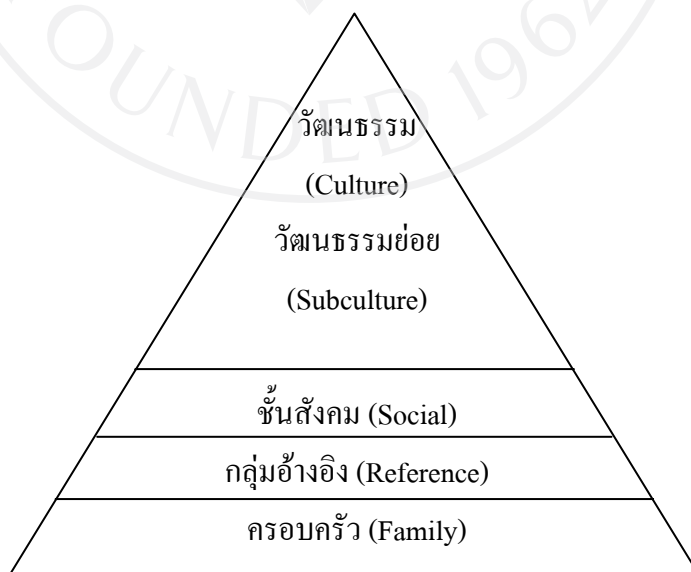 OUNDED 196
วัฒนธรรม
(Culture)
วัฒนธรรมย่อย
(Subculture)
ชั้นสังคม (Social)
กลุ่มอ้างอิง (Reference)
ครอบครัว (Family)